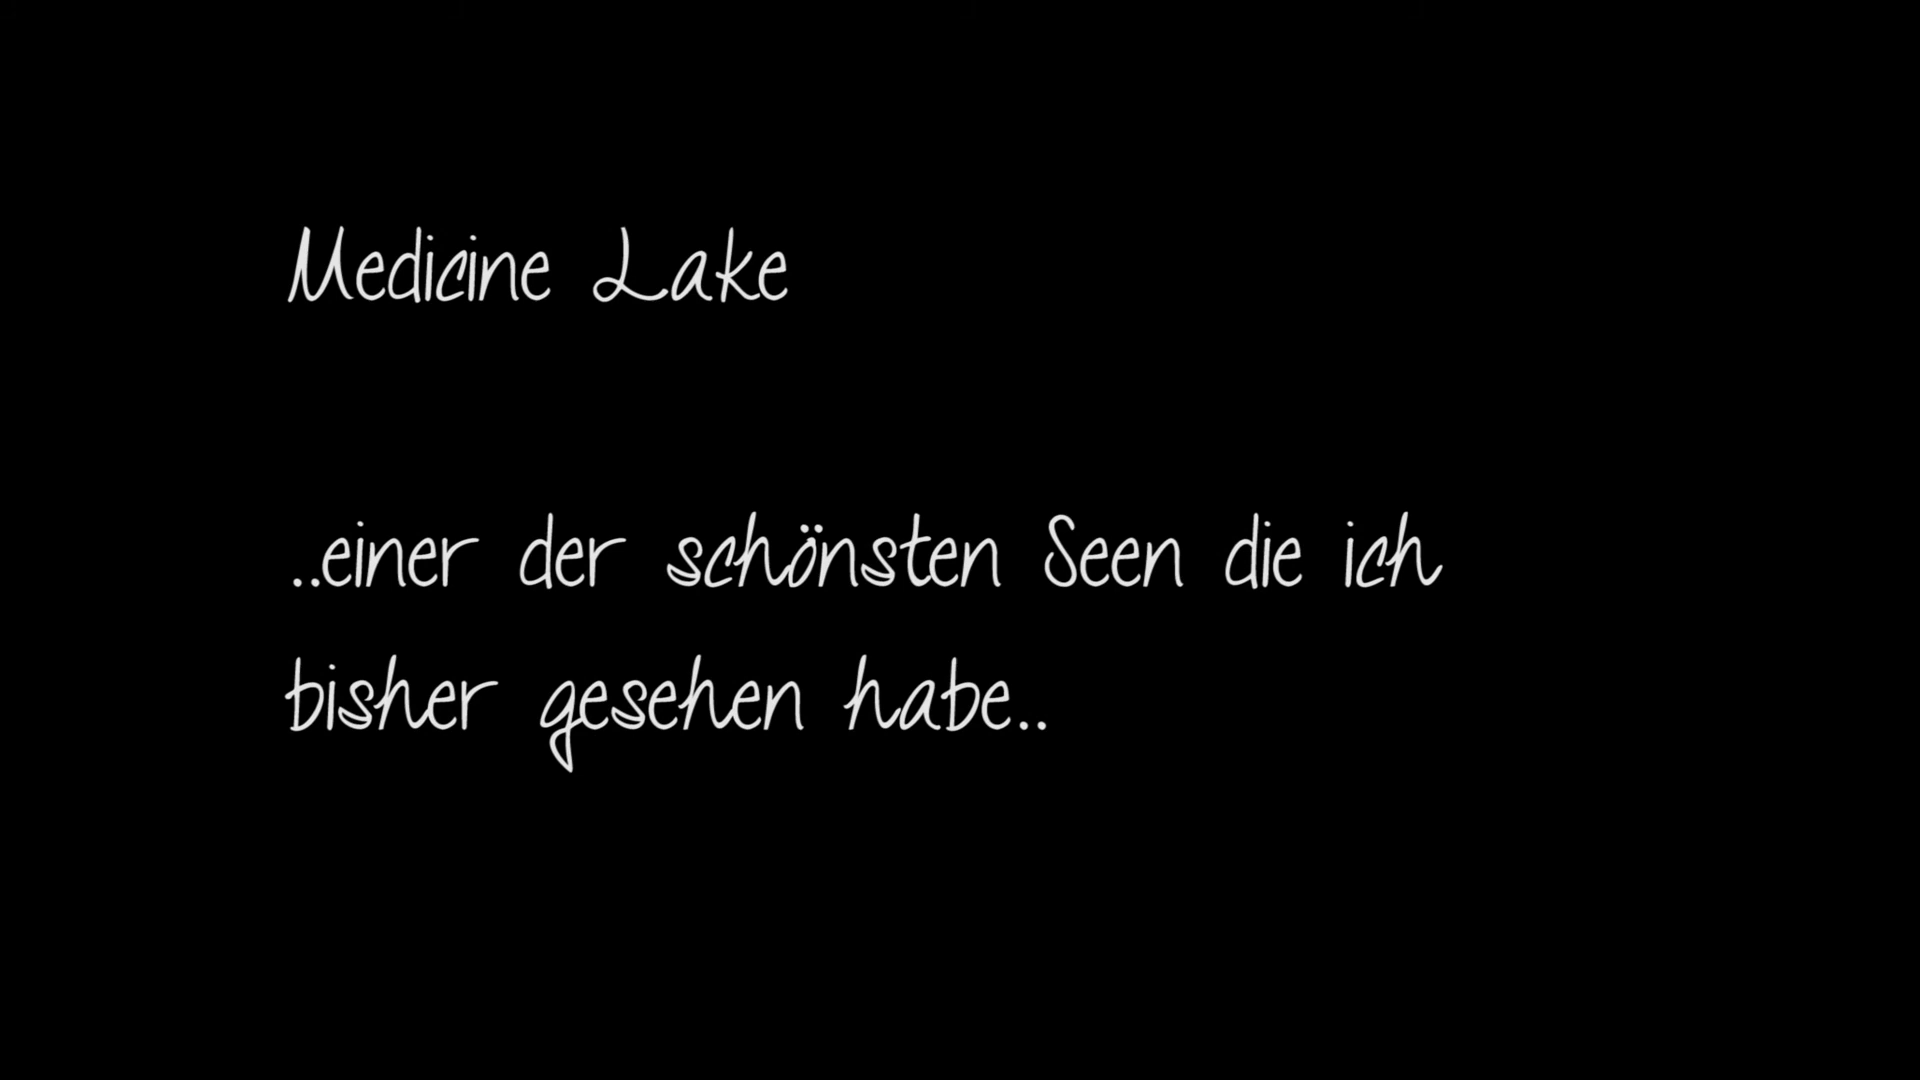 Medicine Lake
..einer der schönsten Seen die ich
bisher gesehen habe..